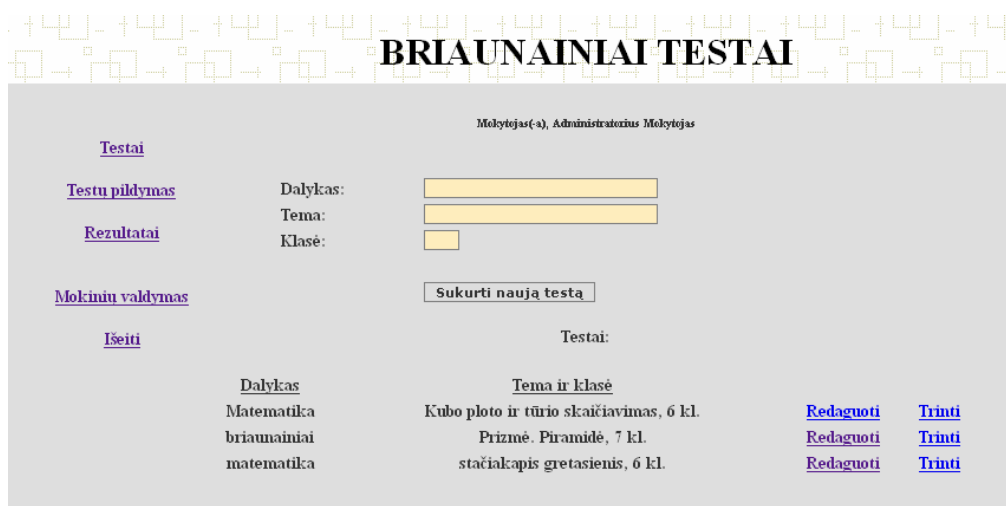 BRIAUNAINIAI TESTAI
Mokytojas(-a), Administratorius Mokytojas
Testai
Testų pildymas
Rezultatai
Mokinių valdymas
Išeiti
Dalykas:
Tema:
Klasė:
Sukurti naują testą
Testai:
Dalykas Tema ir klasė
Matematika Kubo ploto ir tūrio skaičiavimas, 6 kl. Redaguoti Trinti
briaunainiai Prizmė. Piramidė, 7 kl. Redaguoti Trinti
matematika stačiakapis gretasienis, 6 kl. Redaguoti Trinti